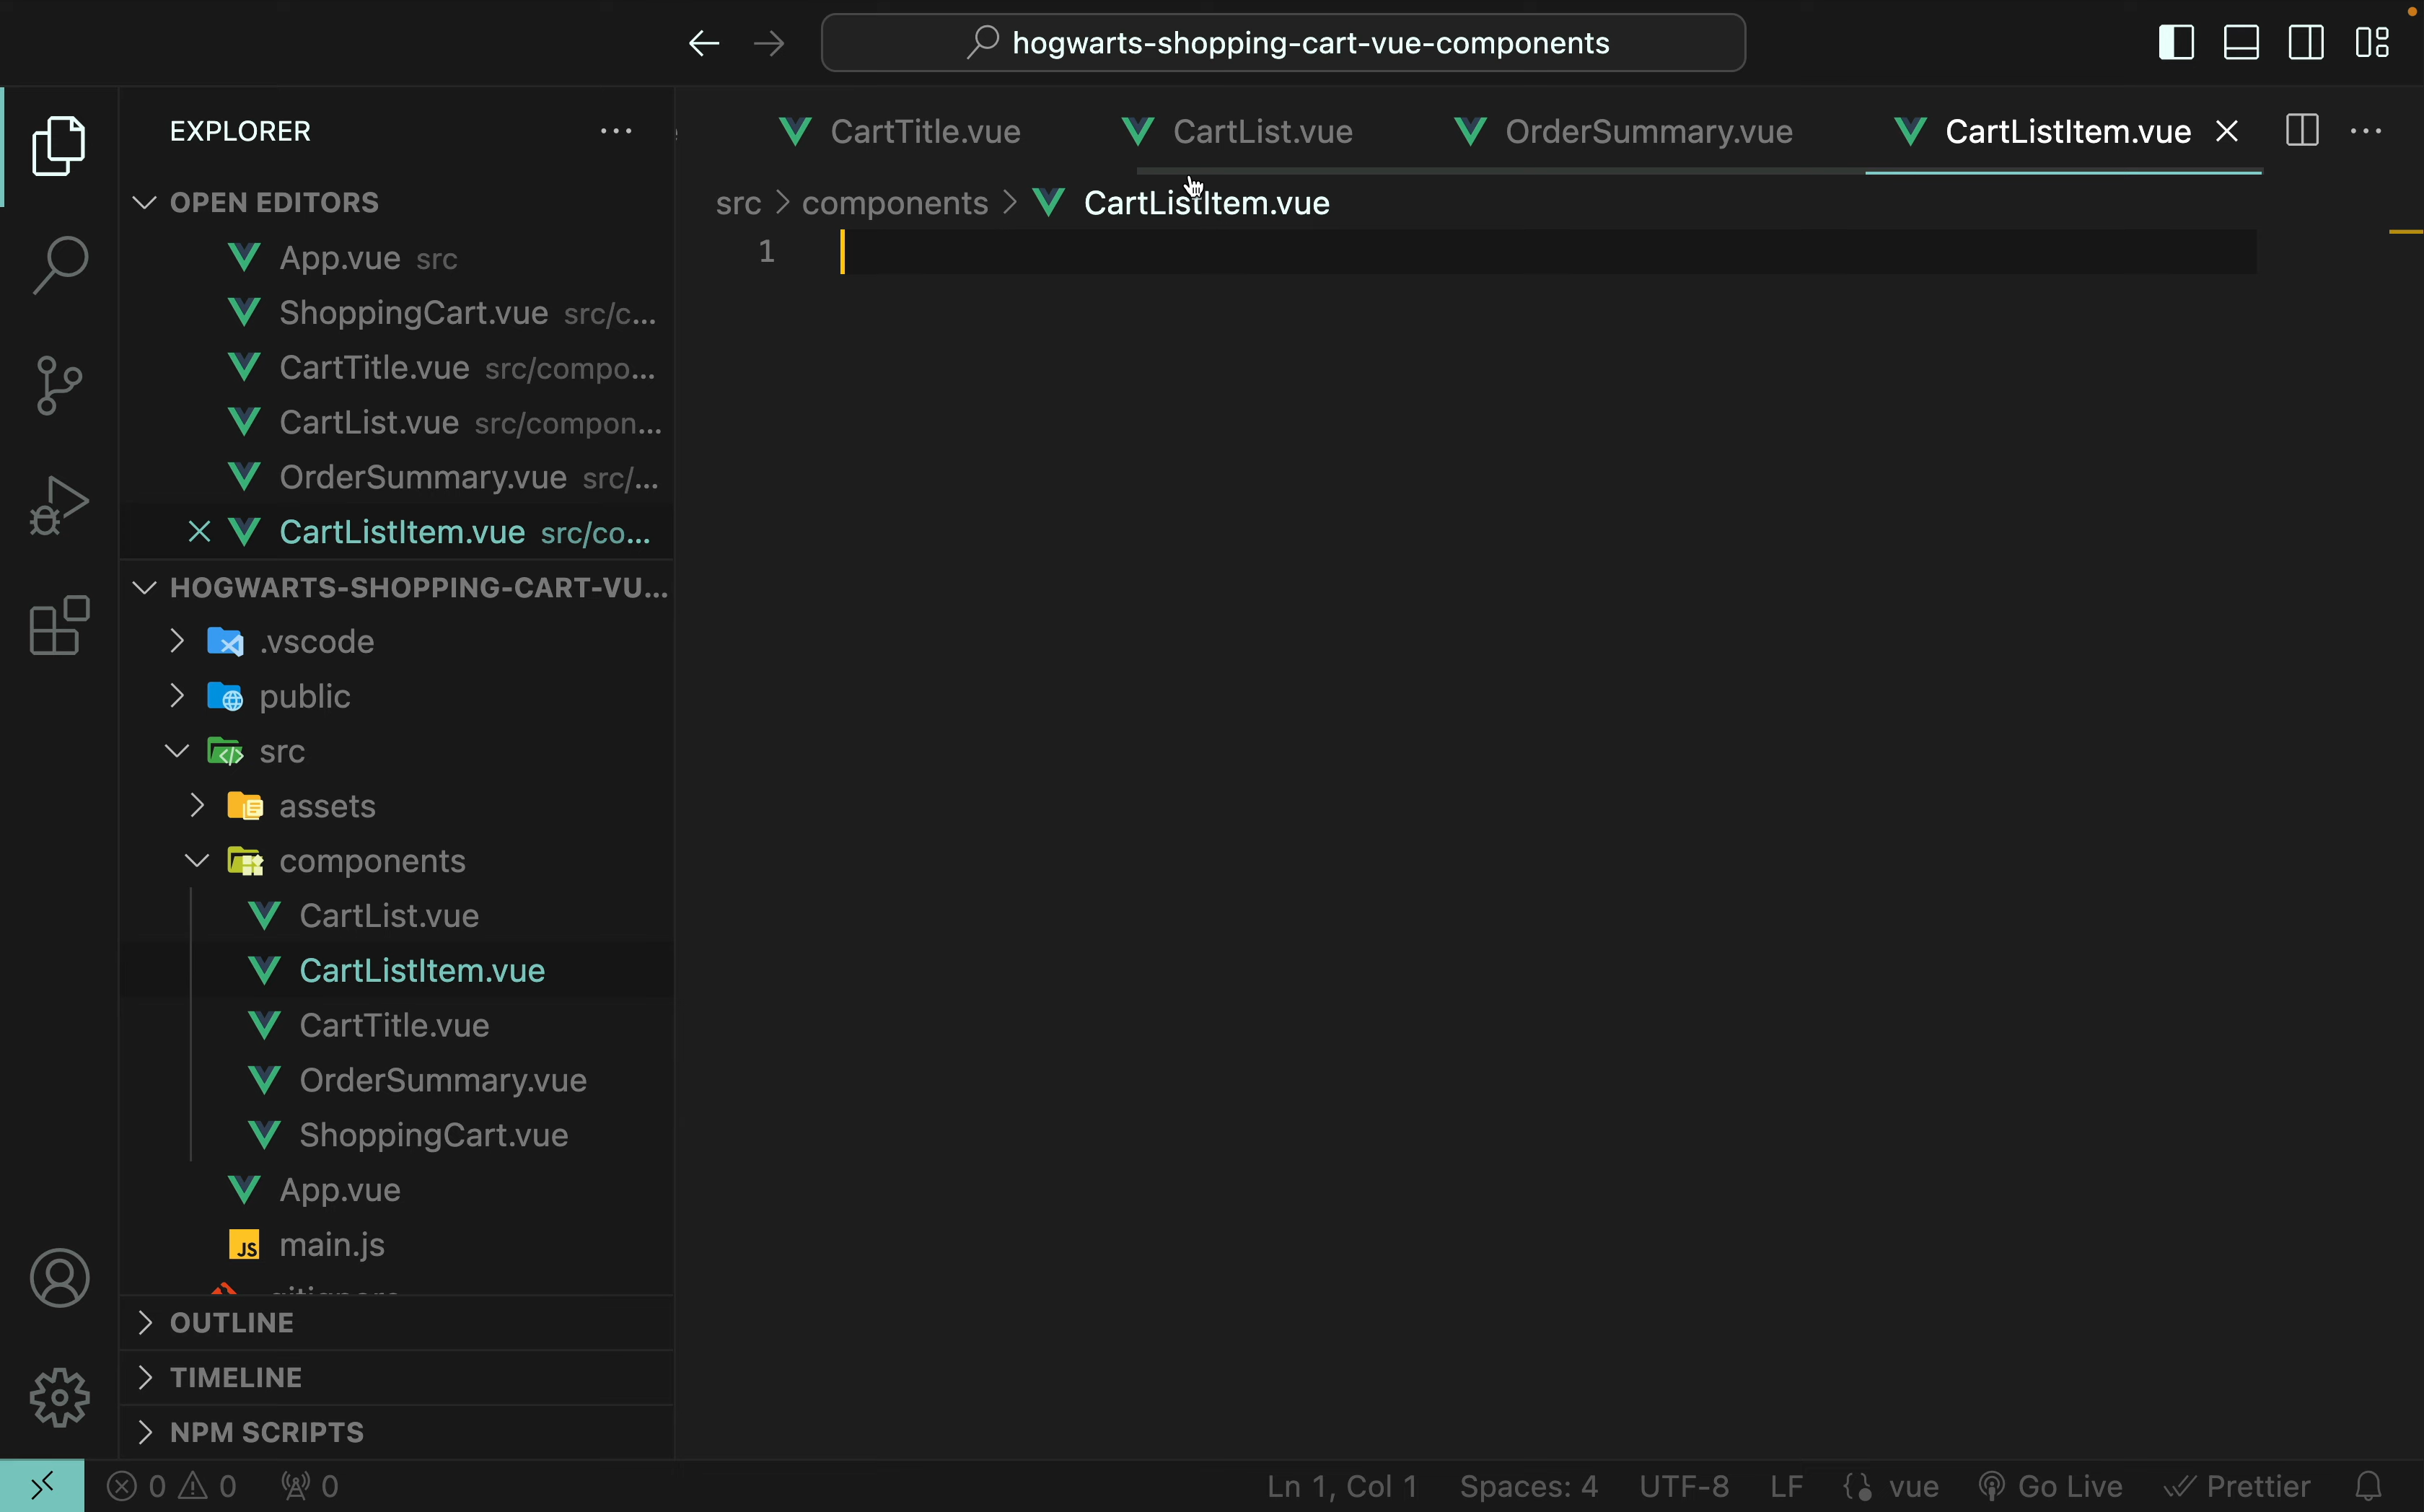 hogwarts-shopping-cart-vue-components
EXPLORER
CartTitle.vue
CartList.vue
OrderSummary.vue
CartListItem.vue
src > components > CartListItem.vue
1
OPEN EDITORS
App.vue src
ShoppingCart.vue src/c...
CartTitle.vue src/compo...
CartList.vue src/compon...
OrderSummary.vue src/...
CartListItem.vue src/co...
HOGWARTS-SHOPPING-CART-VU...
.vscode
public
src
assets
components
CartList.vue
CartListItem.vue
CartTitle.vue
OrderSummary.vue
ShoppingCart.vue
App.vue
JS main.js
OUTLINE
TIMELINE
NPM SCRIPTS
0 0 0
Ln 1, Col 1 Spaces: 4 UTF-8 LF vue Go Live Prettier